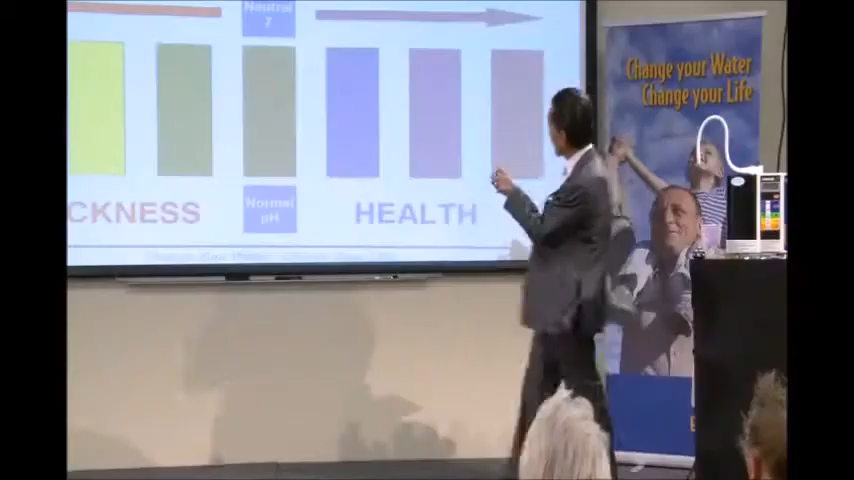 Neutral
7
Change your Water
Change your Life
CKNESS
Normal
pH
HEALTH